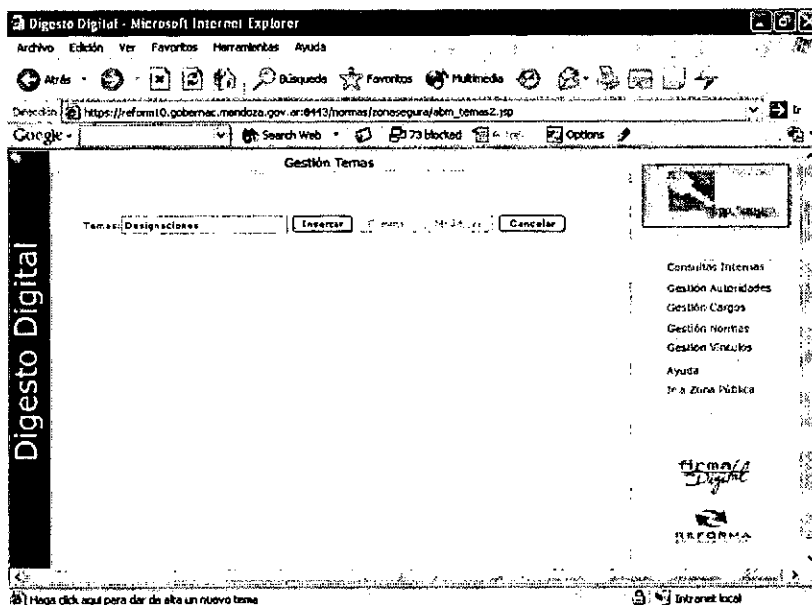 Digesto Digital - Microsoft Internet Explorer
Archivo Edición Ver Favoritos Herramientas Ayuda
Atrás Búsqueda Favoritos Multimedia
Dirección https://reform10.gobernac.mendoza.gov.ar:8443/normas/zonasegura/abm_temas2.jsp Ir
Google Search Web 73 blocked Options
Gestión Temas
Temas: Designaciones Insertar Cancelar
Digesto Digital
Consultas Internas
Gestión Autoridades
Gestión Cargos
Gestión Normas
Gestión Vínculos
Ayuda
Ir a Zona Pública
firma
Digital
REFORMA
Haga click aqui para dar de alta un nuevo tema Intranet local